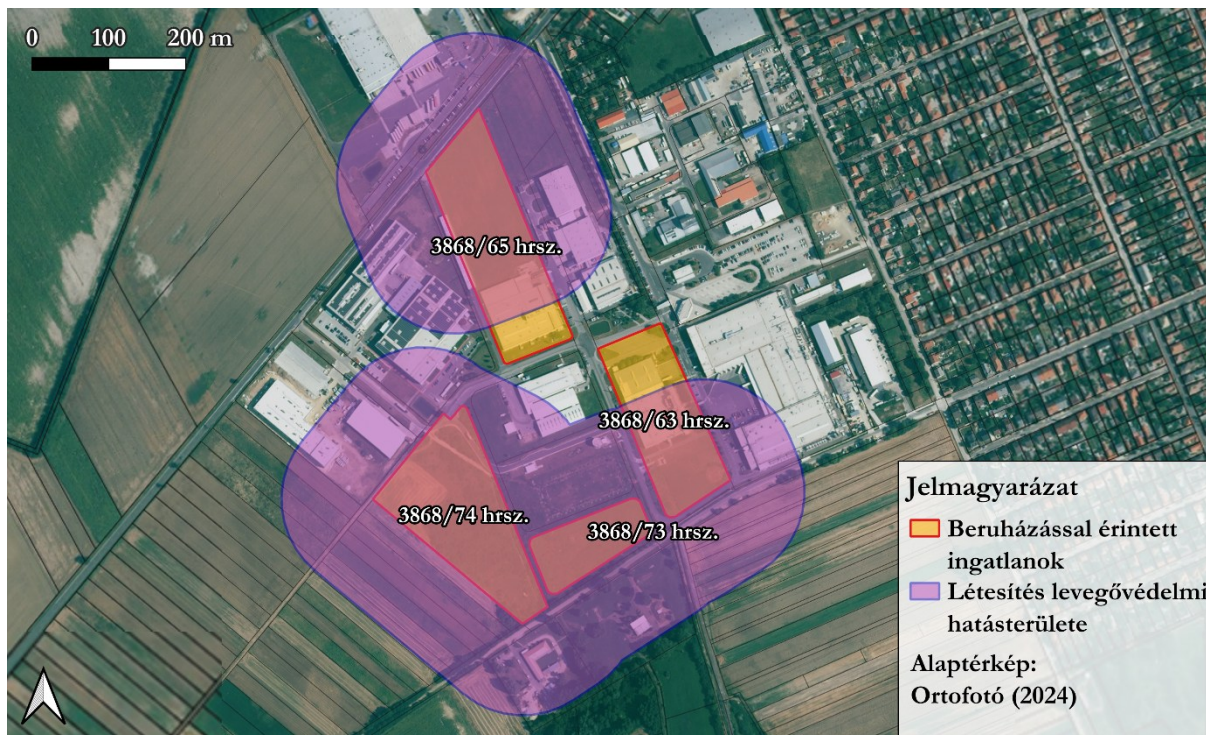 0 100 200 m
3868/65 hrsz.
3868/63 hrsz.
3868/74 hrsz.
3868/73 hrsz.
Jelmagyarázat
Beruházással érintett
ingatlanok
Létesítés levegővédelmi
hatásterülete
Alaptérkép:
Ortofotó (2024)